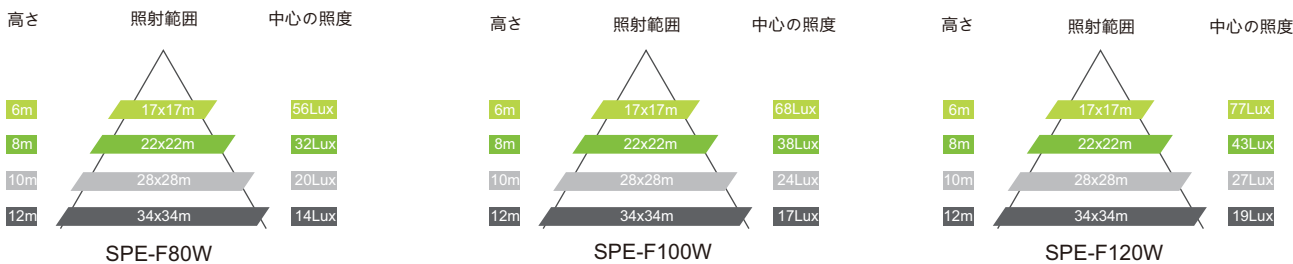 高さ 照射範囲 中心の照度
6m 17x17m 56Lux
8m 22x22m 32Lux
10m 28x28m 20Lux
12m 34x34m 14Lux
SPE-F80W
高さ 照射範囲 中心の照度
6m 17x17m 68Lux
8m 22x22m 38Lux
10m 28x28m 24Lux
12m 34x34m 17Lux
SPE-F100W
高さ 照射範囲 中心の照度
6m 17x17m 77Lux
8m 22x22m 43Lux
10m 28x28m 27Lux
12m 34x34m 19Lux
SPE-F120W